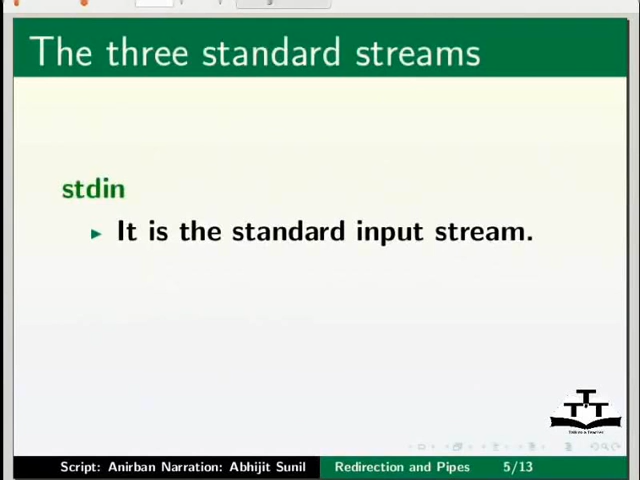 The three standard streams
stdin
It is the standard input stream.
TTT
Script: Anirban Narration: Abhijit Sunil
Redirection and Pipes
5/13